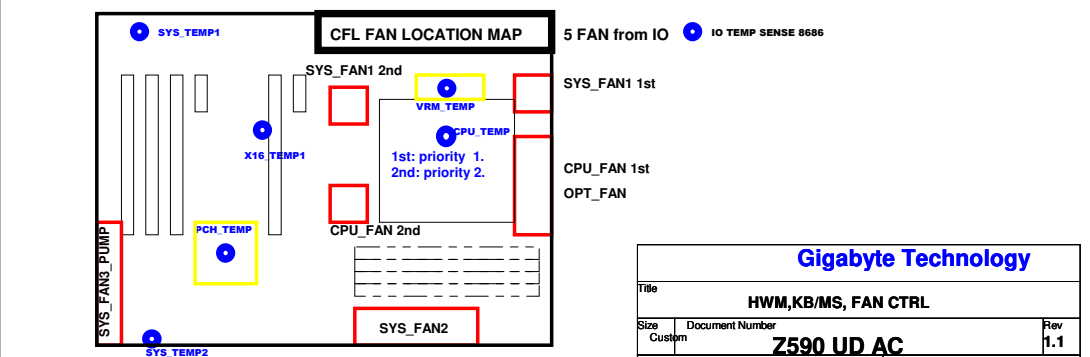 SYS_TEMP1
CFL FAN LOCATION MAP
5 FAN from IO
IO TEMP SENSE 8686
SYS_FAN1 2nd
SYS_FAN1 1st
VRM_TEMP
CPU_TEMP
X16_TEMP1
1st: priority 1.
2nd: priority 2.
CPU_FAN 1st
OPT_FAN
PCH_TEMP
CPU_FAN 2nd
SYS_FAN3_PUMP
SYS_FAN2
SYS_TEMP2
Gigabyte Technology
Title
HWM,KB/MS, FAN CTRL
Size Document Number Rev
Custom Z590 UD AC 1.1